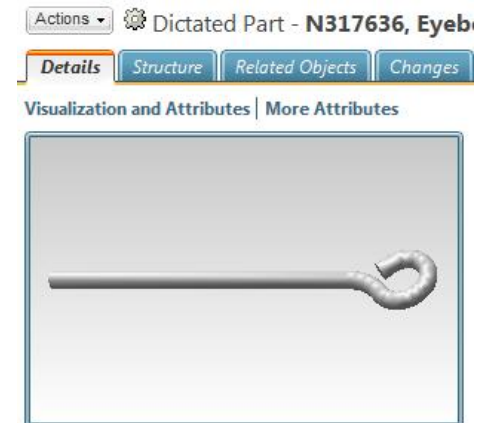 Actions Dictated Part - N317636, Eyeb
Details Structure Related Objects Changes
Visualization and Attributes | More Attributes